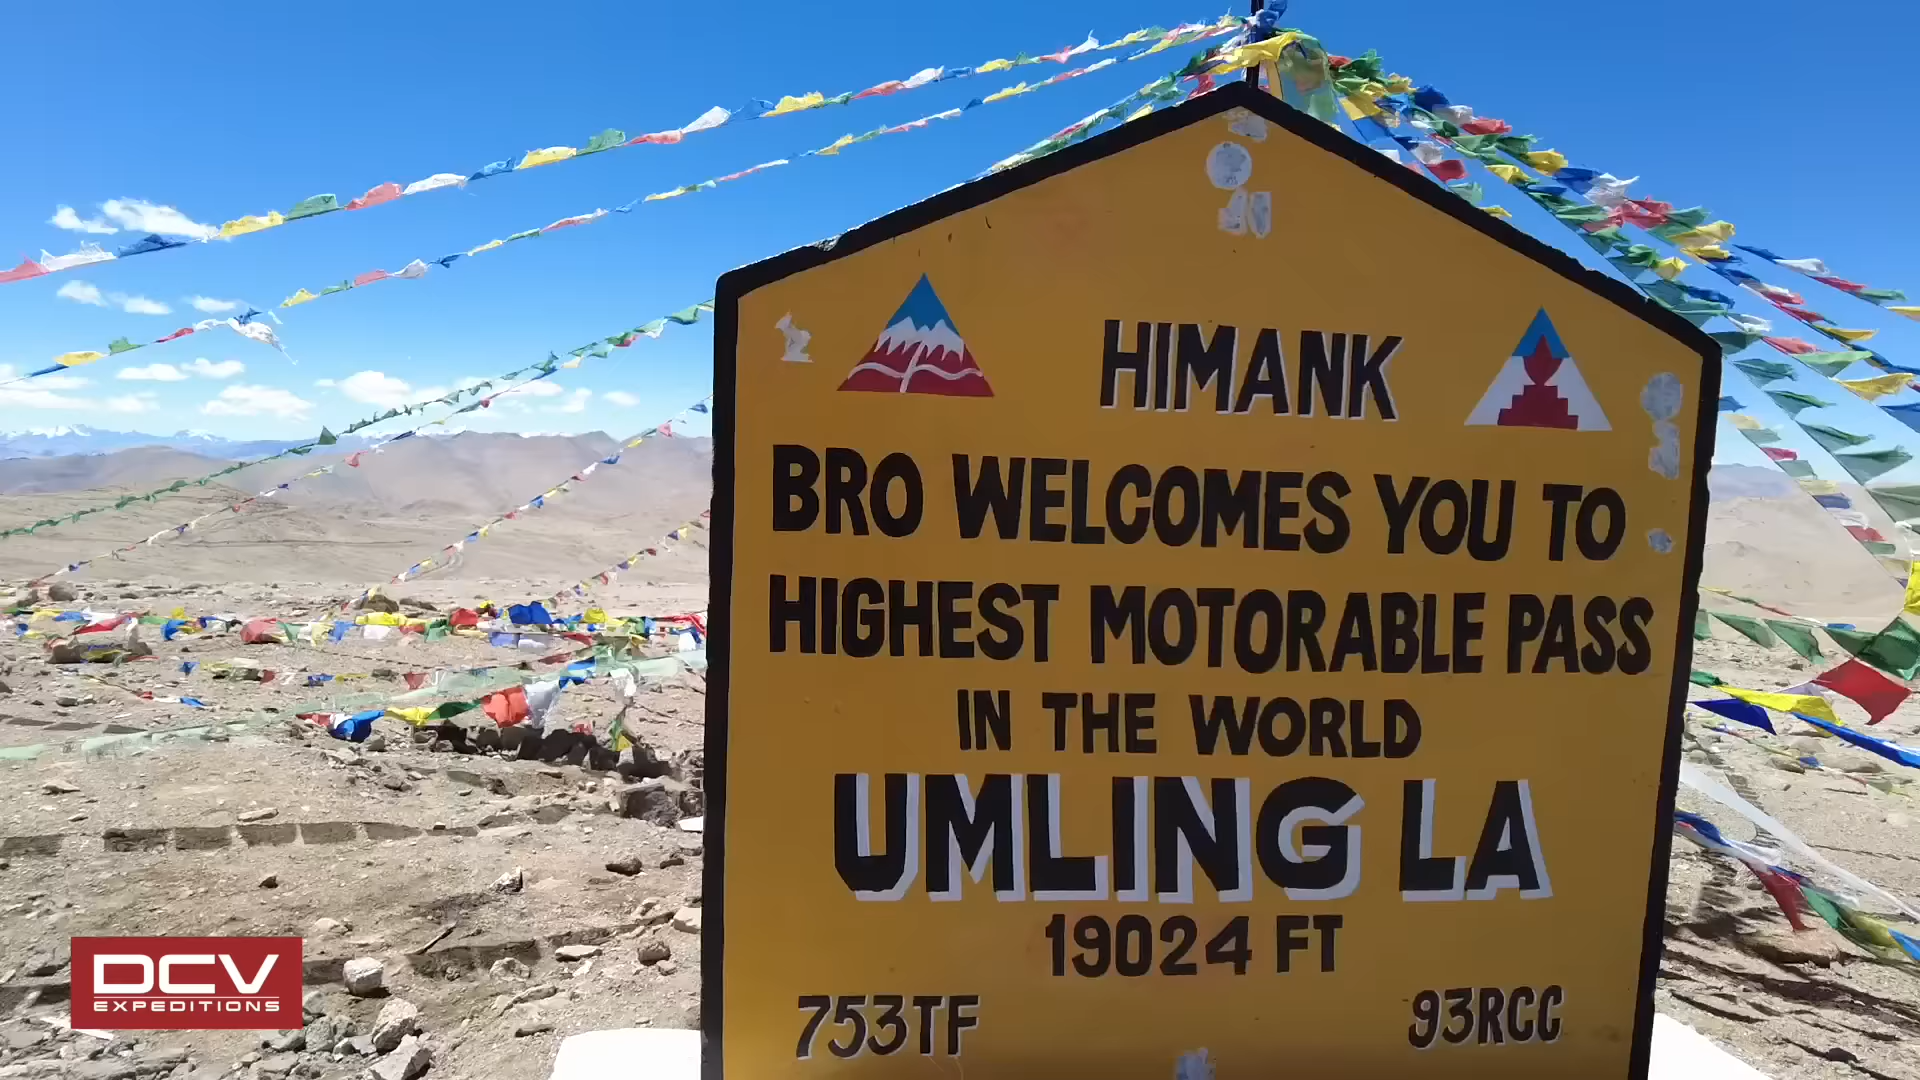 HIMANK
BRO WELCOMES YOU TO
HIGHEST MOTORABLE PASS
IN THE WORLD
UMLING LA
19024 FT
753TF
93RCC
DCV
EXPEDITIONS